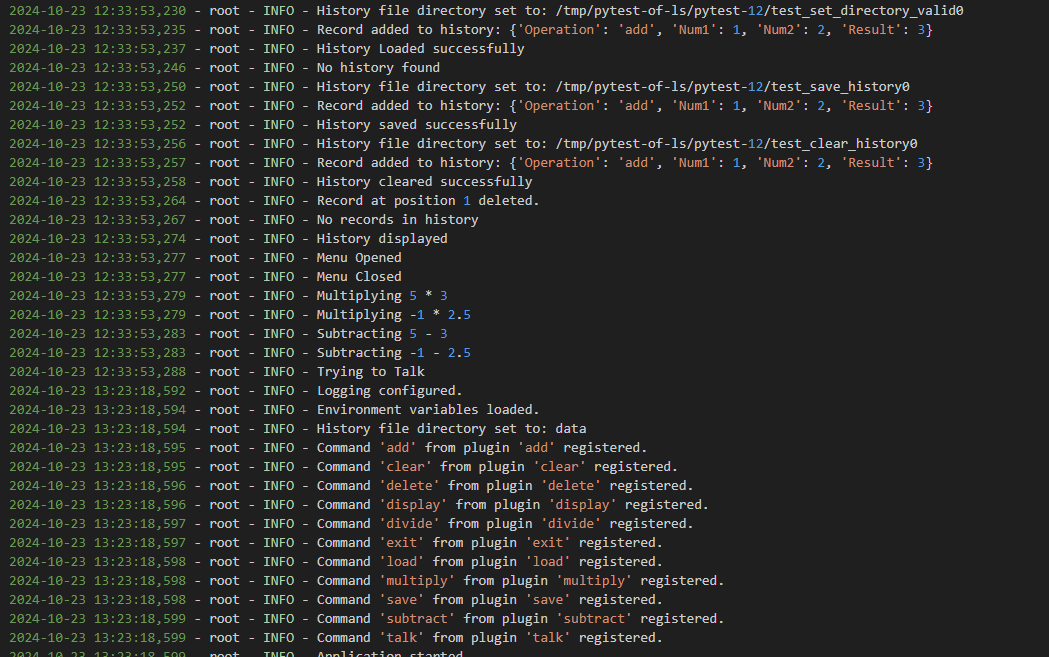 2024-10-23 12:33:53,230 - root - INFO - History file directory set to: /tmp/pytest-of-ls/pytest-12/test_set_directory_valid0
2024-10-23 12:33:53,235 - root - INFO - Record added to history: {'Operation': 'add', 'Num1': 1, 'Num2': 2, 'Result': 3}
2024-10-23 12:33:53,237 - root - INFO - History Loaded successfully
2024-10-23 12:33:53,246 - root - INFO - No history found
2024-10-23 12:33:53,250 - root - INFO - History file directory set to: /tmp/pytest-of-ls/pytest-12/test_save_history0
2024-10-23 12:33:53,252 - root - INFO - Record added to history: {'Operation': 'add', 'Num1': 1, 'Num2': 2, 'Result': 3}
2024-10-23 12:33:53,252 - root - INFO - History saved successfully
2024-10-23 12:33:53,256 - root - INFO - History file directory set to: /tmp/pytest-of-ls/pytest-12/test_clear_history0
2024-10-23 12:33:53,257 - root - INFO - Record added to history: {'Operation': 'add', 'Num1': 1, 'Num2': 2, 'Result': 3}
2024-10-23 12:33:53,258 - root - INFO - History cleared successfully
2024-10-23 12:33:53,264 - root - INFO - Record at position 1 deleted.
2024-10-23 12:33:53,267 - root - INFO - No records in history
2024-10-23 12:33:53,274 - root - INFO - History displayed
2024-10-23 12:33:53,277 - root - INFO - Menu Opened
2024-10-23 12:33:53,277 - root - INFO - Menu Closed
2024-10-23 12:33:53,279 - root - INFO - Multiplying 5 * 3
2024-10-23 12:33:53,279 - root - INFO - Multiplying -1 * 2.5
2024-10-23 12:33:53,283 - root - INFO - Subtracting 5 - 3
2024-10-23 12:33:53,283 - root - INFO - Subtracting -1 - 2.5
2024-10-23 12:33:53,288 - root - INFO - Trying to Talk
2024-10-23 13:23:18,592 - root - INFO - Logging configured.
2024-10-23 13:23:18,594 - root - INFO - Environment variables loaded.
2024-10-23 13:23:18,594 - root - INFO - History file directory set to: data
2024-10-23 13:23:18,595 - root - INFO - Command 'add' from plugin 'add' registered.
2024-10-23 13:23:18,595 - root - INFO - Command 'clear' from plugin 'clear' registered.
2024-10-23 13:23:18,596 - root - INFO - Command 'delete' from plugin 'delete' registered.
2024-10-23 13:23:18,596 - root - INFO - Command 'display' from plugin 'display' registered.
2024-10-23 13:23:18,597 - root - INFO - Command 'divide' from plugin 'divide' registered.
2024-10-23 13:23:18,597 - root - INFO - Command 'exit' from plugin 'exit' registered.
2024-10-23 13:23:18,598 - root - INFO - Command 'load' from plugin 'load' registered.
2024-10-23 13:23:18,598 - root - INFO - Command 'multiply' from plugin 'multiply' registered.
2024-10-23 13:23:18,598 - root - INFO - Command 'save' from plugin 'save' registered.
2024-10-23 13:23:18,599 - root - INFO - Command 'subtract' from plugin 'subtract' registered.
2024-10-23 13:23:18,599 - root - INFO - Command 'talk' from plugin 'talk' registered.
2024-10-23 13:23:18,599 - root - INFO - Application started